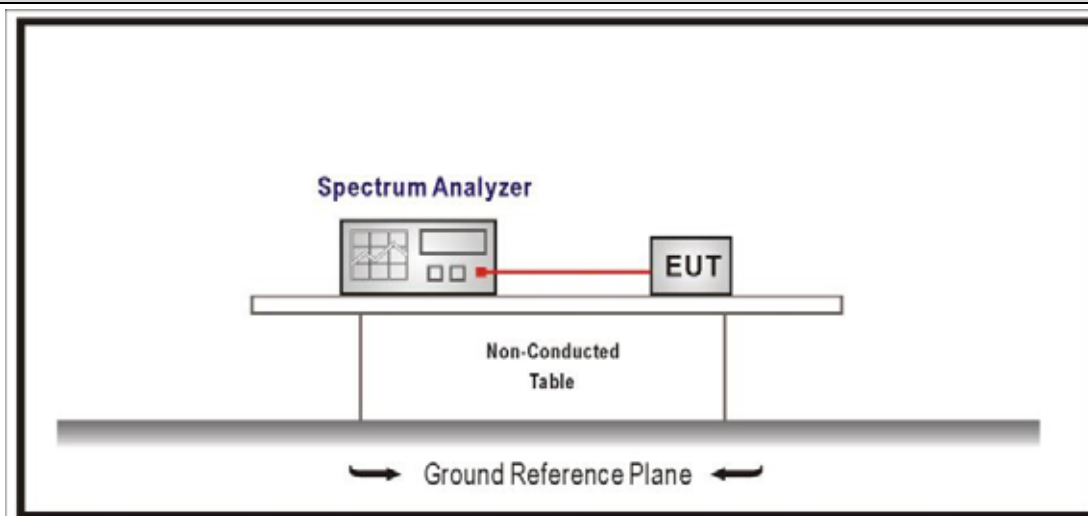 Spectrum Analyzer
EUT
Non-Conducted
Table
Ground Reference Plane